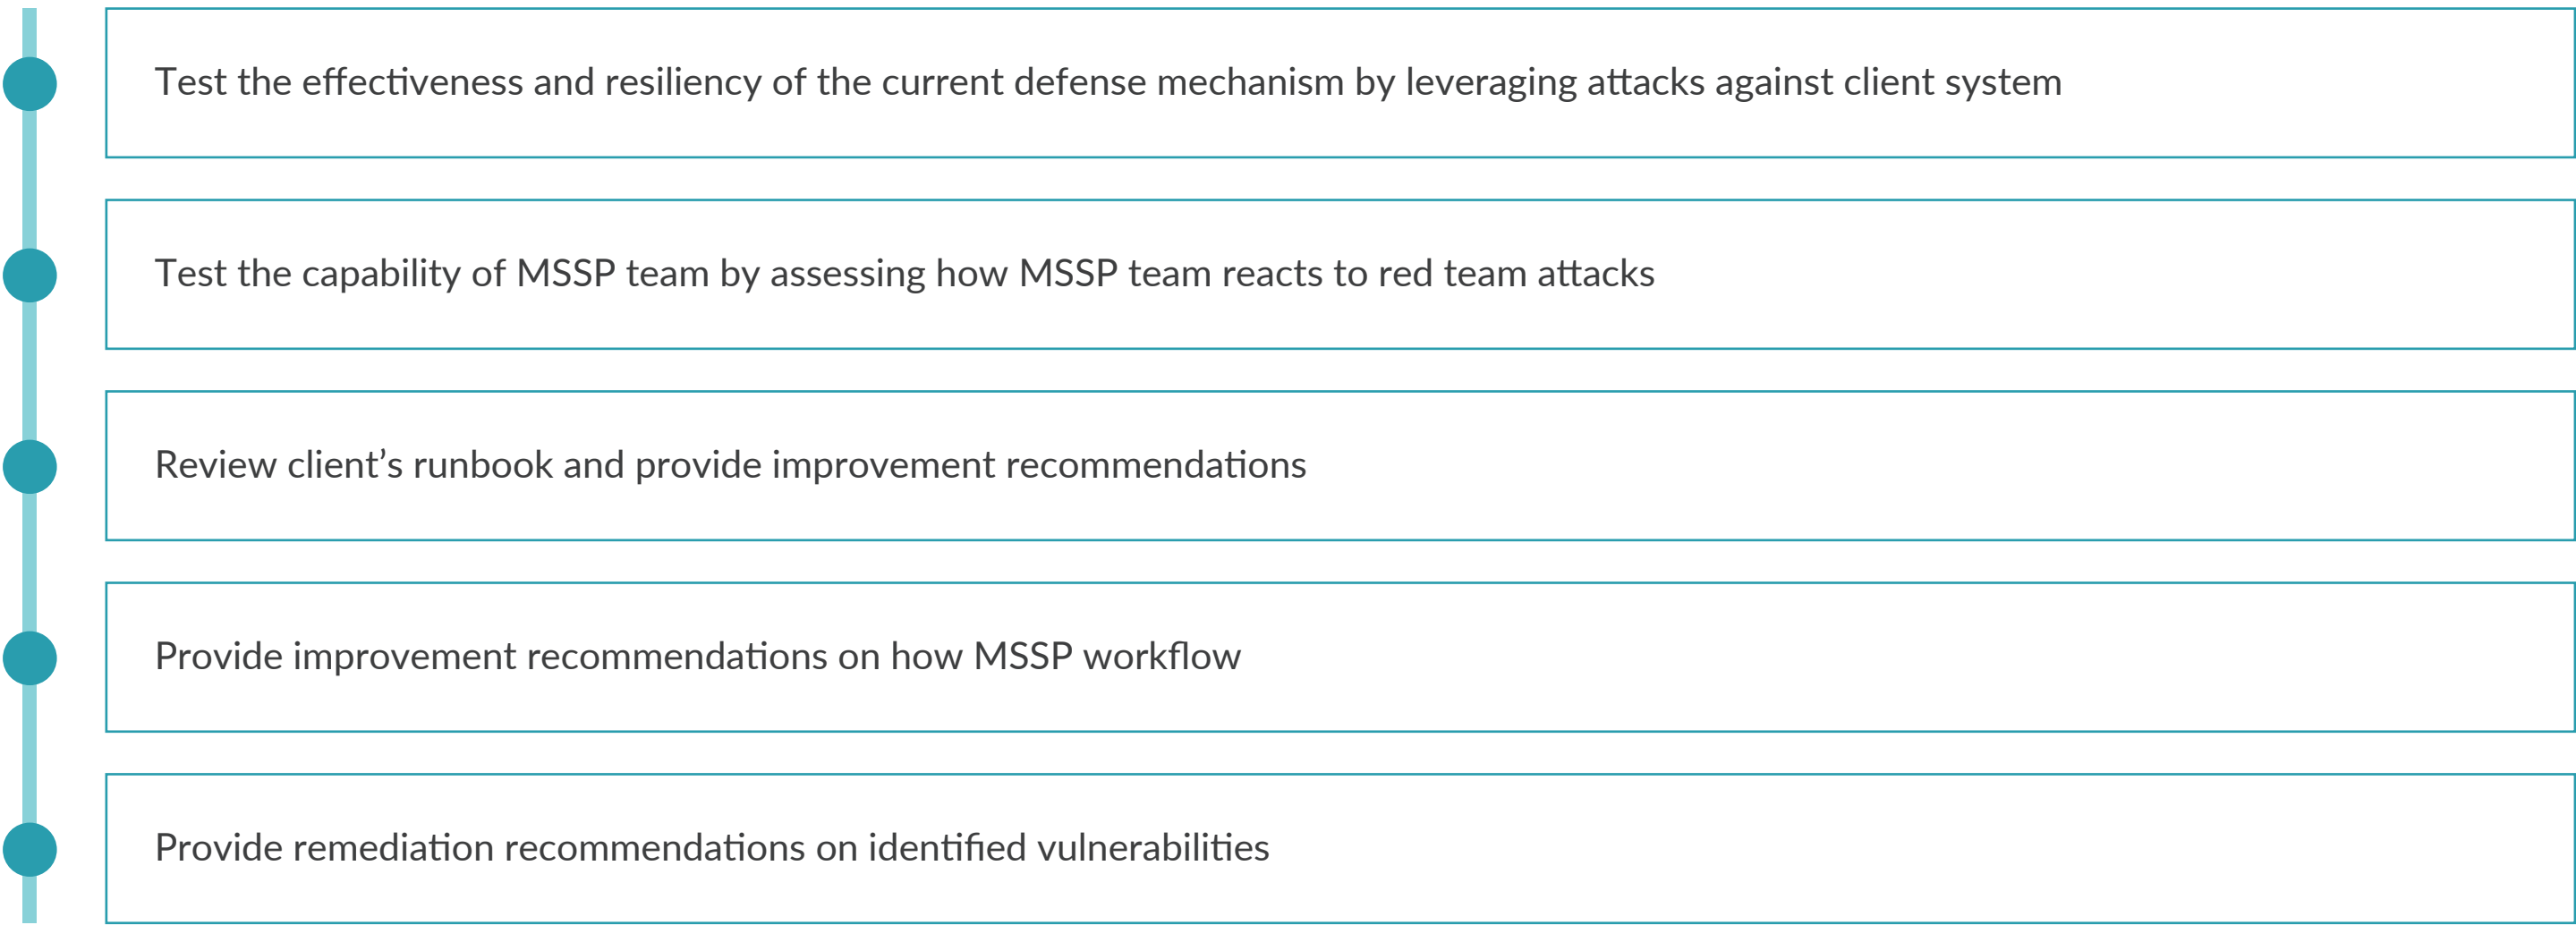 Test the effectiveness and resiliency of the current defense mechanism by leveraging attacks against client system
Test the capability of MSSP team by assessing how MSSP team reacts to red team attacks
Review client’s runbook and provide improvement recommendations
Provide improvement recommendations on how MSSP workflow
Provide remediation recommendations on identified vulnerabilities